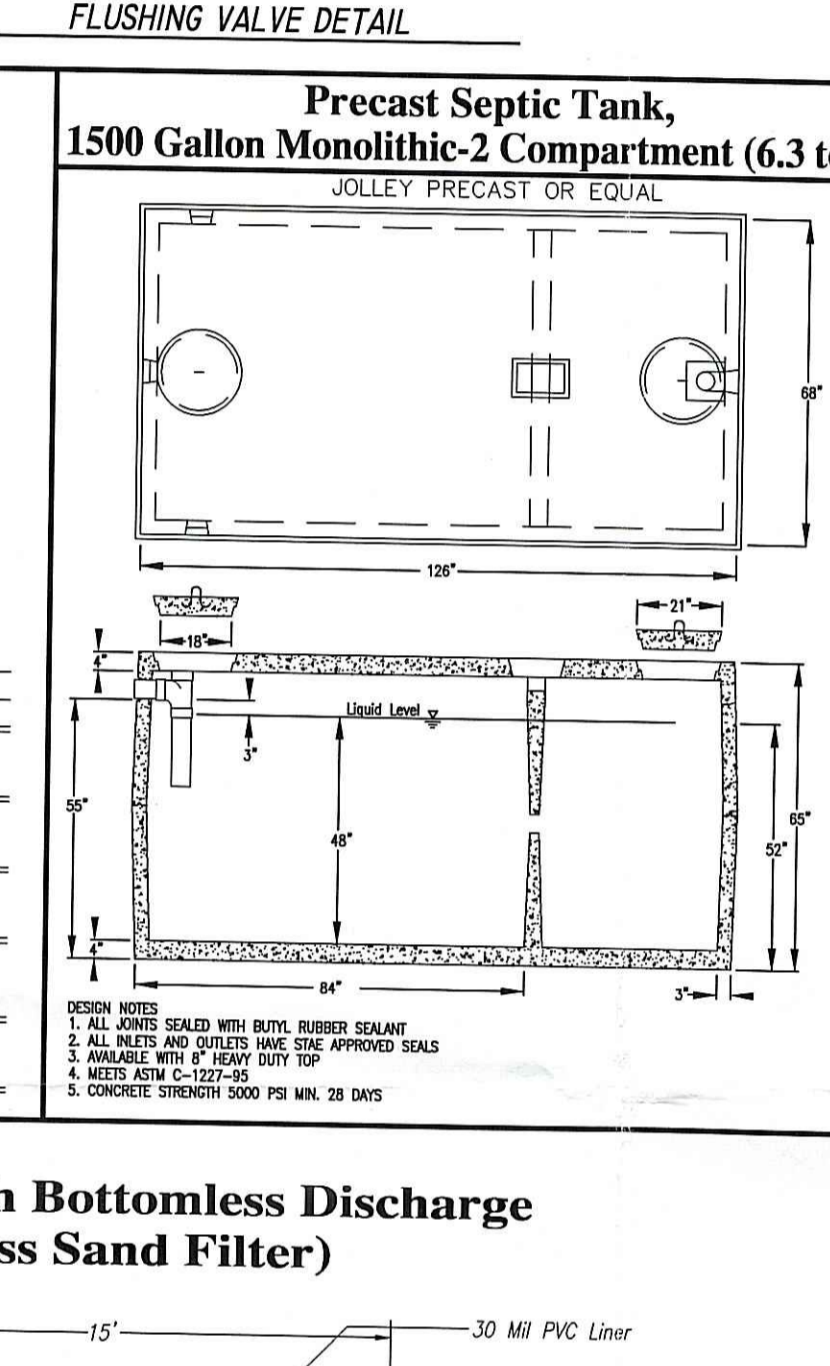 FLUSHING VALVE DETAIL
Precast Septic Tank,
1500 Gallon Monolithic-2 Compartment (6.3 t
JOLLEY PRECAST OR EQUAL
68"
126"
21"
18"
4"
Liquid Level
3"
55"
48"
65"
52"
4"
84"
3"
DESIGN NOTES
1. ALL JOINTS SEALED WITH BUTYL RUBBER SEALANT
2. ALL INLETS AND OUTLETS HAVE STAE APPROVED SEALS
3. AVAILABLE WITH 8" HEAVY DUTY TOP
4. MEETS ASTM C-1227-95
5. CONCRETE STRENGTH 5000 PSI MIN. 28 DAYS
n Bottomless Discharge
ss Sand Filter)
15'
30 Mil PVC Liner